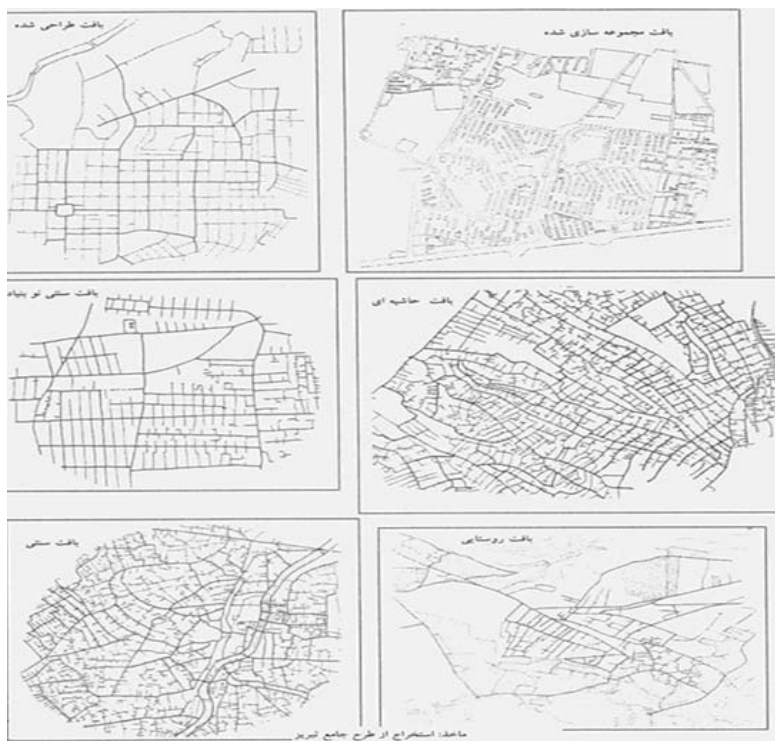 بافت مجموعه سازی شده
بافت طراحی شده
بافت حاشیه ای
بافت سنتی نو بنیاد
بافت روستایی
بافت سنتی
ماخذ: استخراج از طرح جامع تبریز